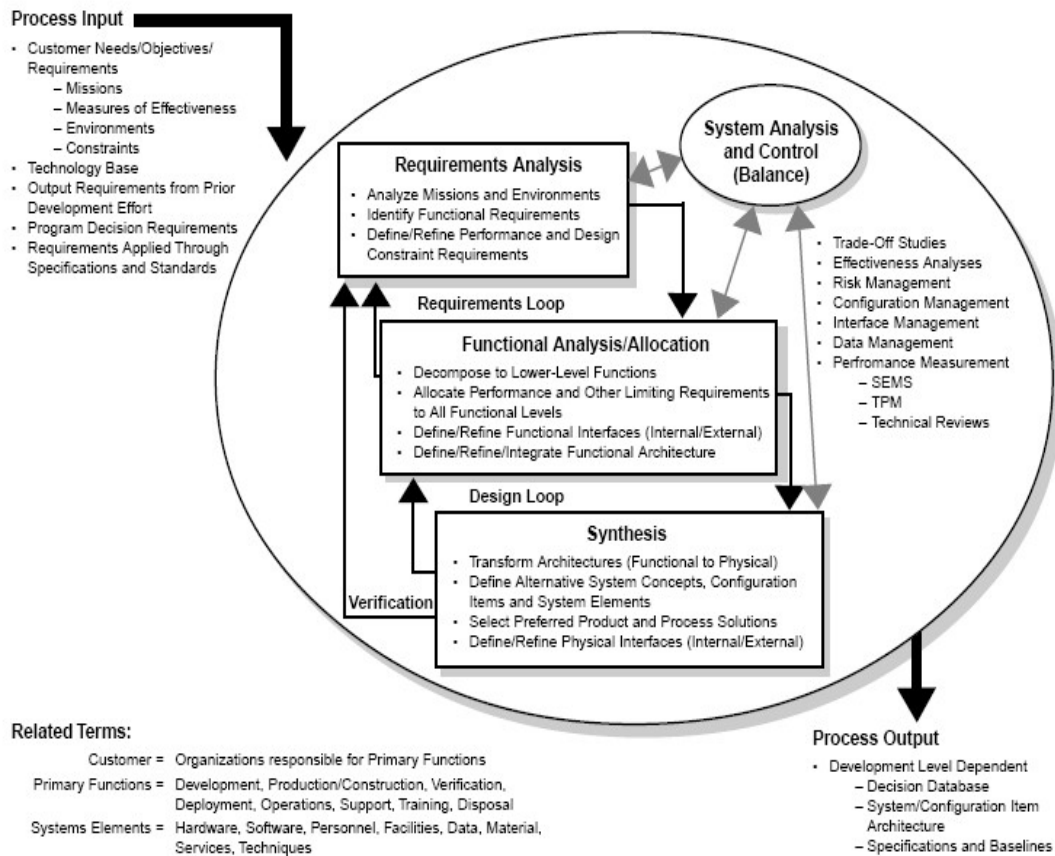 Process Input
▪ Customer Needs/Objectives/
Requirements
– Missions
– Measures of Effectiveness
– Environments
– Constraints
▪ Technology Base
▪ Output Requirements from Prior
Development Effort
▪ Program Decision Requirements
▪ Requirements Applied Through
Specifications and Standards
System Analysis
and Control
(Balance)
Requirements Analysis
▪ Analyze Missions and Environments
▪ Identify Functional Requirements
▪ Define/Refine Performance and Design
Constraint Requirements
▪ Trade-Off Studies
▪ Effectiveness Analyses
▪ Risk Management
▪ Configuration Management
▪ Interface Management
▪ Data Management
▪ Perfromance Measurement
– SEMS
– TPM
– Technical Reviews
Requirements Loop
Functional Analysis/Allocation
▪ Decompose to Lower-Level Functions
▪ Allocate Performance and Other Limiting Requirements
to All Functional Levels
▪ Define/Refine Functional Interfaces (Internal/External)
▪ Define/Refine/Integrate Functional Architecture
Design Loop
Synthesis
▪ Transform Architectures (Functional to Physical)
▪ Define Alternative System Concepts, Configuration
Items and System Elements
▪ Select Preferred Product and Process Solutions
▪ Define/Refine Physical Interfaces (Internal/External)
Verification
Related Terms:
Customer = Organizations responsible for Primary Functions
Primary Functions = Development, Production/Construction, Verification,
Deployment, Operations, Support, Training, Disposal
Systems Elements = Hardware, Software, Personnel, Facilities, Data, Material,
Services, Techniques
Process Output
▪ Development Level Dependent
– Decision Database
– System/Configuration Item
Architecture
– Specifications and Baselines